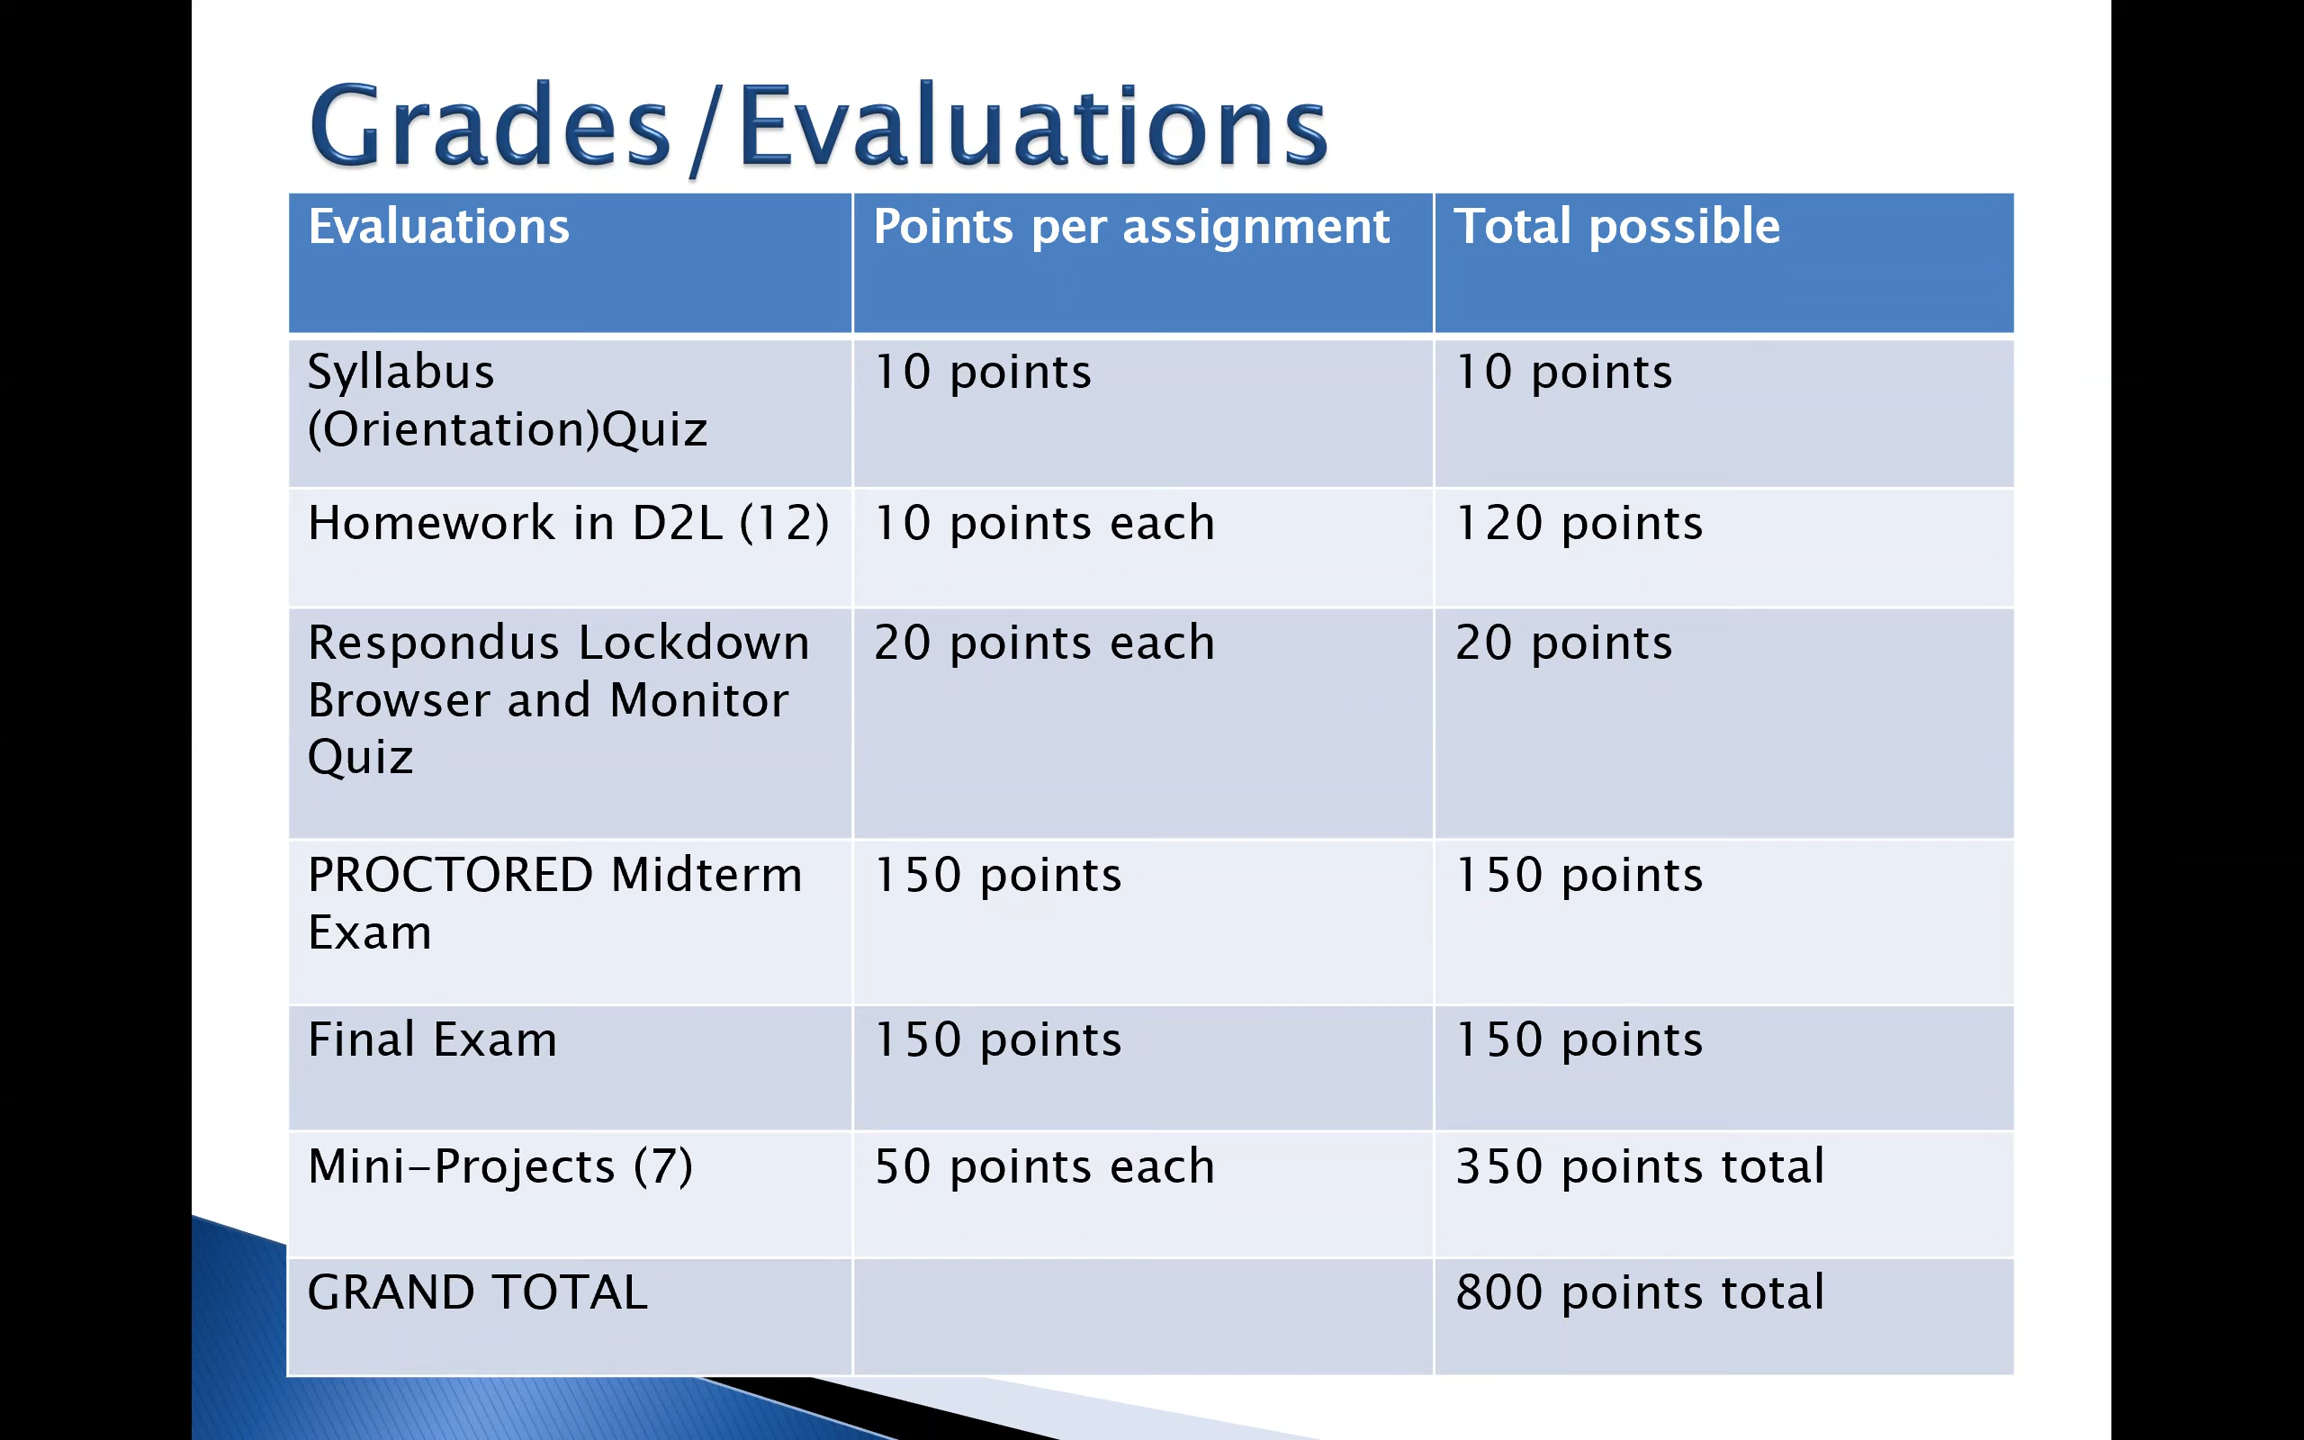 Grades/Evaluations
Evaluations Points per assignment Total possible
Syllabus 10 points 10 points
(Orientation)Quiz
Homework in D2L (12) 10 points each 120 points
Respondus Lockdown 20 points each 20 points
Browser and Monitor
Quiz
PROCTORED Midterm 150 points 150 points
Exam
Final Exam 150 points 150 points
Mini-Projects (7) 50 points each 350 points total
GRAND TOTAL 800 points total